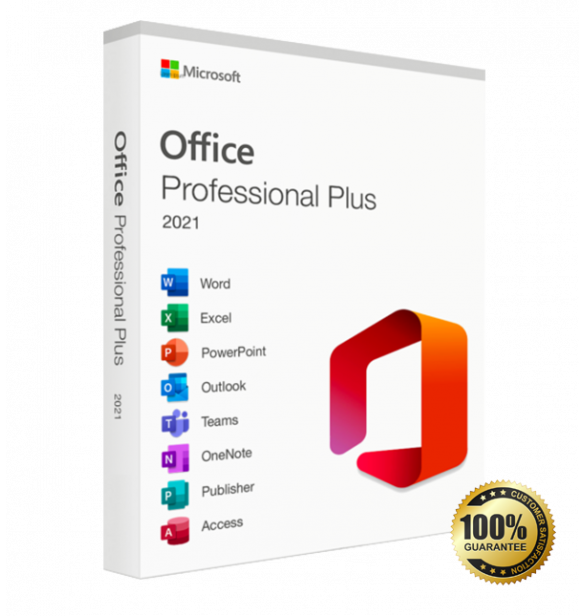 Microsoft
Office
Professional Plus
2021
Word
Excel
PowerPoint
Outlook
Teams
OneNote
Publisher
Access
Office Professional Plus 2021
W
X
P
O
T
N
P
A
CUSTOMER SATISFACTION
100%
GUARANTEE